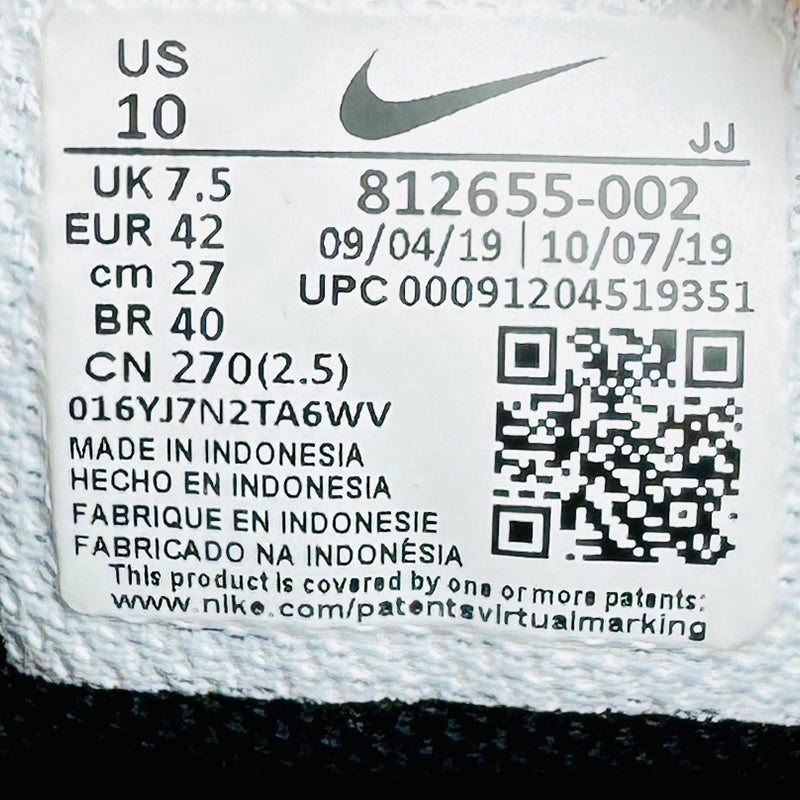 US
10
JJ
UK 7.5
812655-002
EUR 42
09/04/19 | 10/07/19
cm 27
UPC 00091204519351
BR 40
CN 270(2.5)
016YJ7N2TA6WV
MADE IN INDONESIA
HECHO EN INDONESIA
FABRIQUE EN INDONESIE
FABRICADO NA INDONÉSIA
This product is covered by one or more patents:
www.nike.com/patentsvirtualmarking